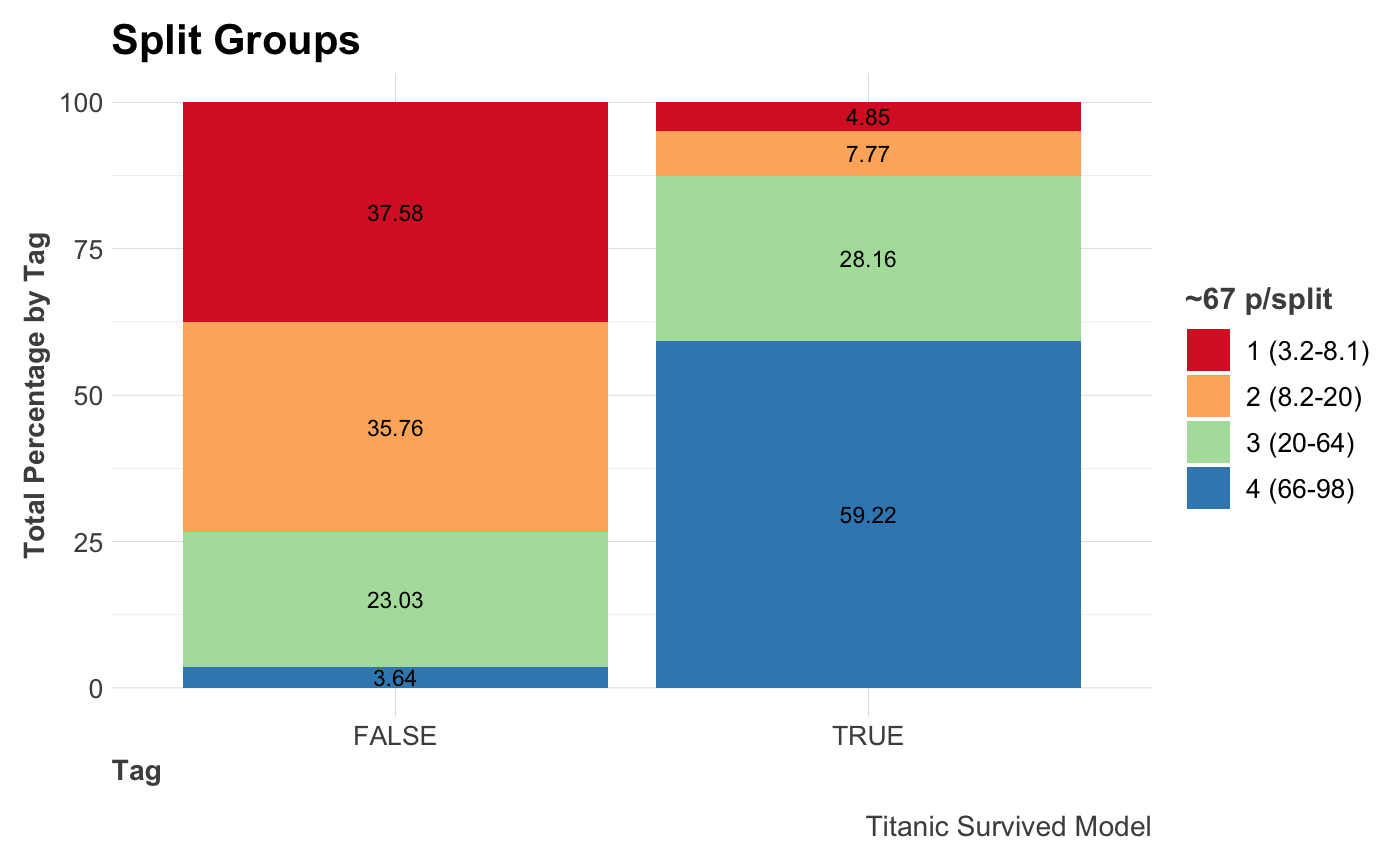 Split Groups
Total Percentage by Tag
100
75
50
25
0
37.58
35.76
23.03
3.64
4.85
7.77
28.16
59.22
FALSE
TRUE
Tag
~67 p/split
1 (3.2-8.1)
2 (8.2-20)
3 (20-64)
4 (66-98)
Titanic Survived Model